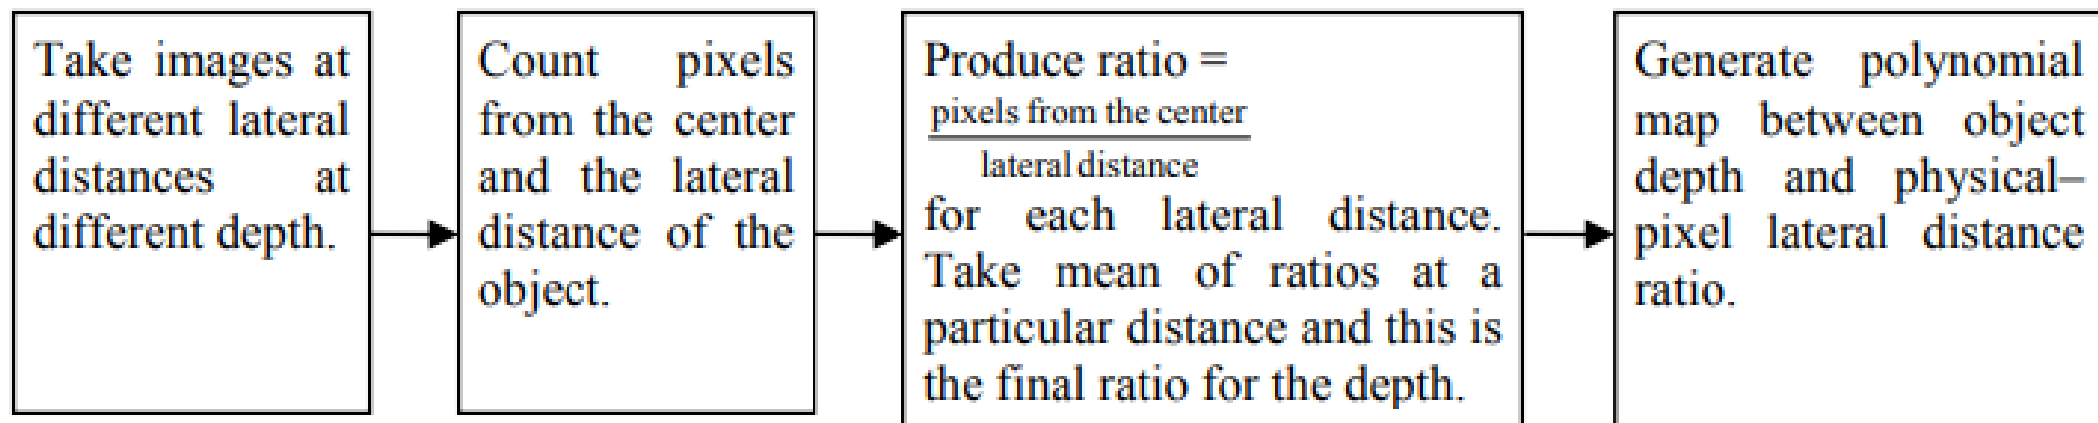 Take images at
different lateral
distances at
different depth.
Count pixels
from the center
and the lateral
distance of the
object.
Produce ratio =
pixels from the center
lateral distance
for each lateral distance.
Take mean of ratios at a
particular distance and this is
the final ratio for the depth.
Generate polynomial
map between object
depth and physical–
pixel lateral distance
ratio.